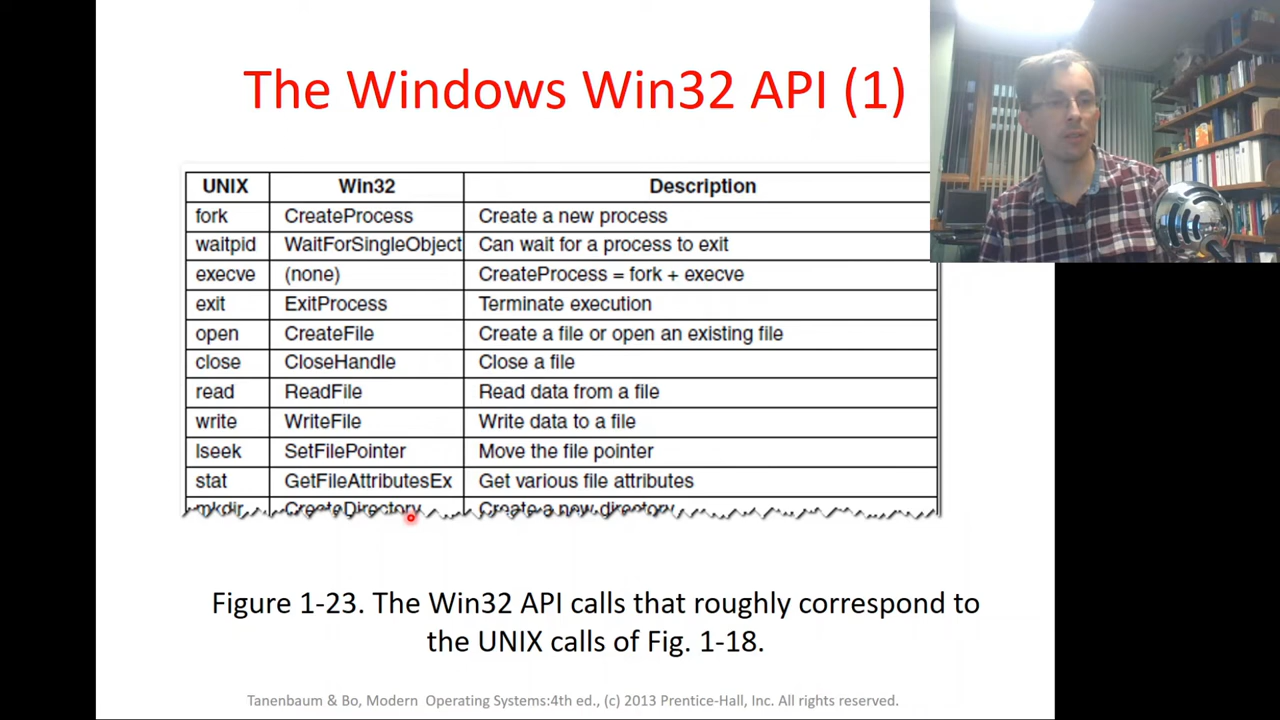 The Windows Win32 API (1)
UNIX Win32 Description
fork CreateProcess Create a new process
waitpid WaitForSingleObject Can wait for a process to exit
execve (none) CreateProcess = fork + execve
exit ExitProcess Terminate execution
open CreateFile Create a file or open an existing file
close CloseHandle Close a file
read ReadFile Read data from a file
write WriteFile Write data to a file
lseek SetFilePointer Move the file pointer
stat GetFileAttributesEx Get various file attributes
mkdir CreateDirectory Create a new directory
Figure 1-23. The Win32 API calls that roughly correspond to
the UNIX calls of Fig. 1-18.
Tanenbaum & Bo, Modern Operating Systems:4th ed., (c) 2013 Prentice-Hall, Inc. All rights reserved.